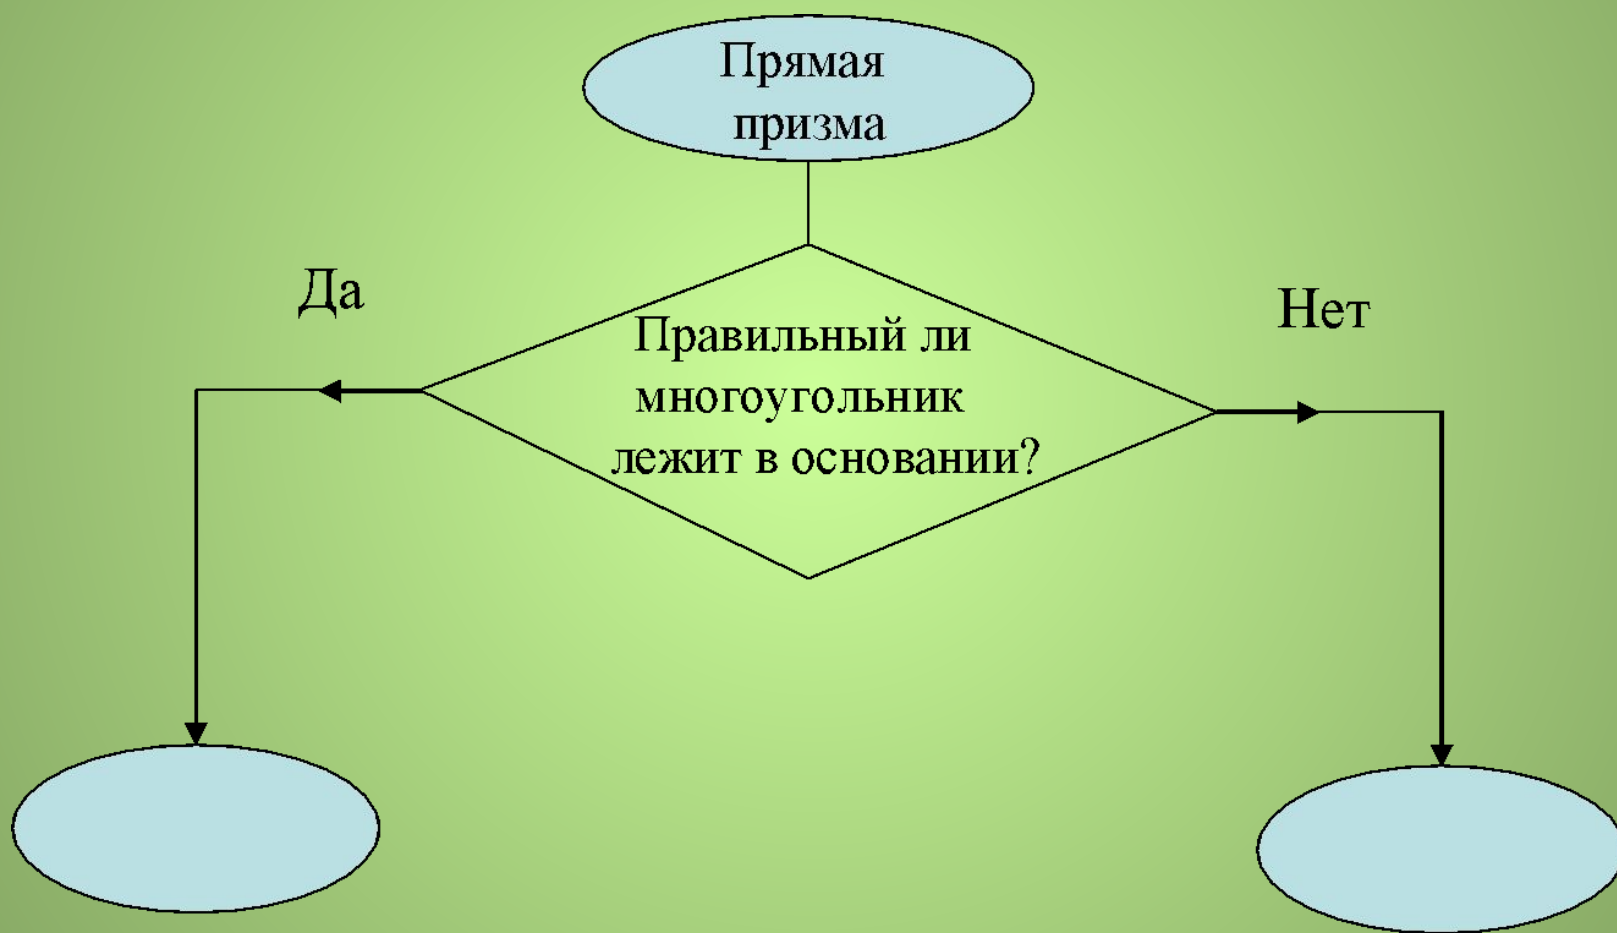 Прямая
призма
Да
Нет
Правильный ли
многоугольник
лежит в основании?